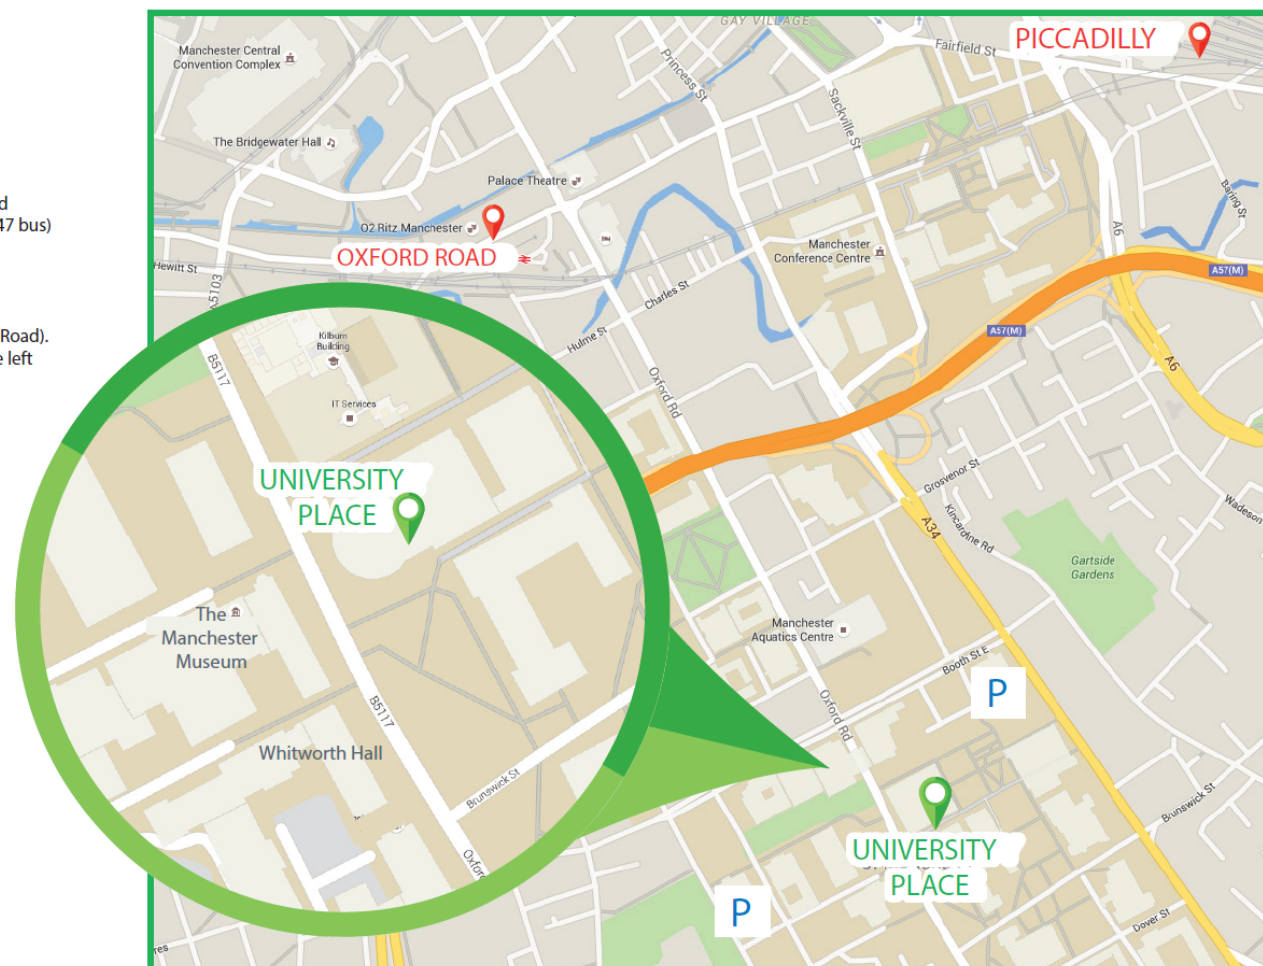 GAY VILLAGE
PICCADILLY
Fairfield St
Manchester Central
Convention Complex
Princess St
Sackville St
The Bridgewater Hall
Palace Theatre
Baring St
d
47 bus)
O2 Ritz Manchester
OXFORD ROAD
A6
Manchester
Conference Centre
Hewitt St
A5103
A57(M)
Charles St
Hulme St
A57(M)
Road).
e left
Kilburn
Building
B5117
A6
Oxford Rd
IT Services
UNIVERSITY
PLACE
Grosvenor St
Kincardine Rd
A34
Wadeson
Gartside
Gardens
The
Manchester
Museum
Manchester
Aquatics Centre
Booth St E
P
B5117
Oxford Rd
Whitworth Hall
Brunswick St
Brunswick St
UNIVERSITY
PLACE
Oxford
P
Dover St
res